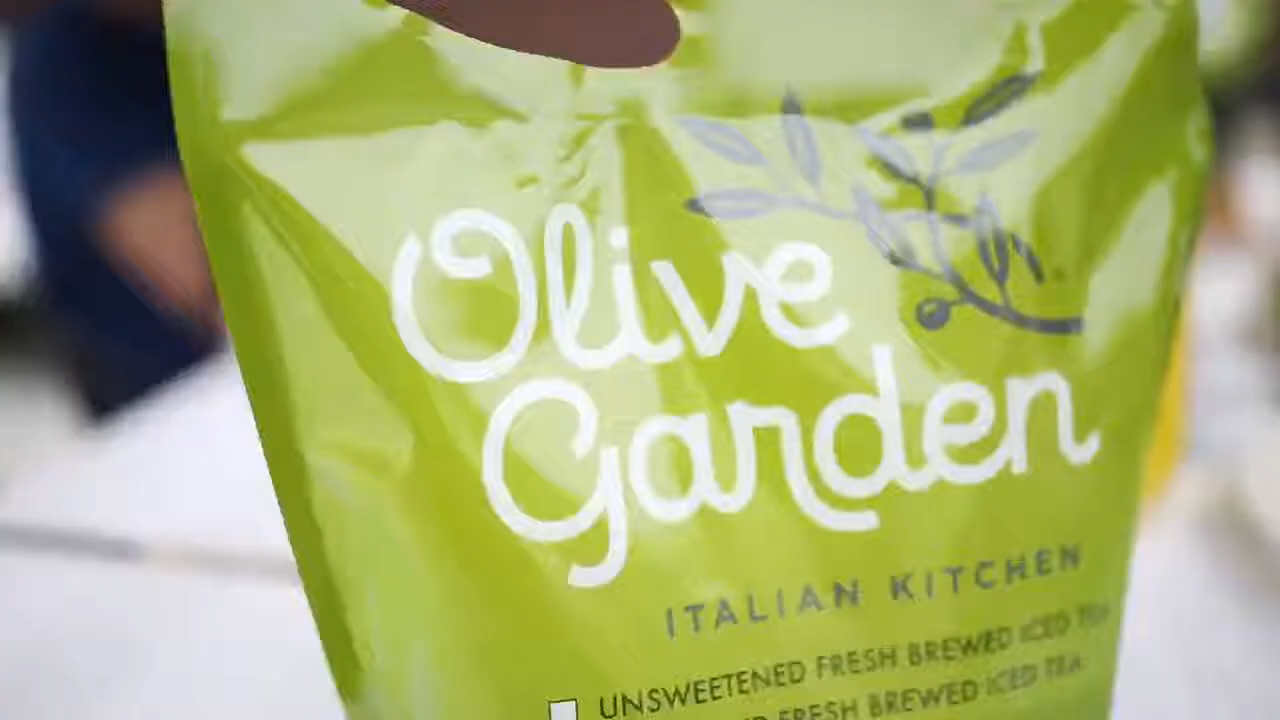 Olive
Garden
ITALIAN KITCHEN
UNSWEETENED FRESH BREWED ICED TEA
FRESH BREWED ICED TEA